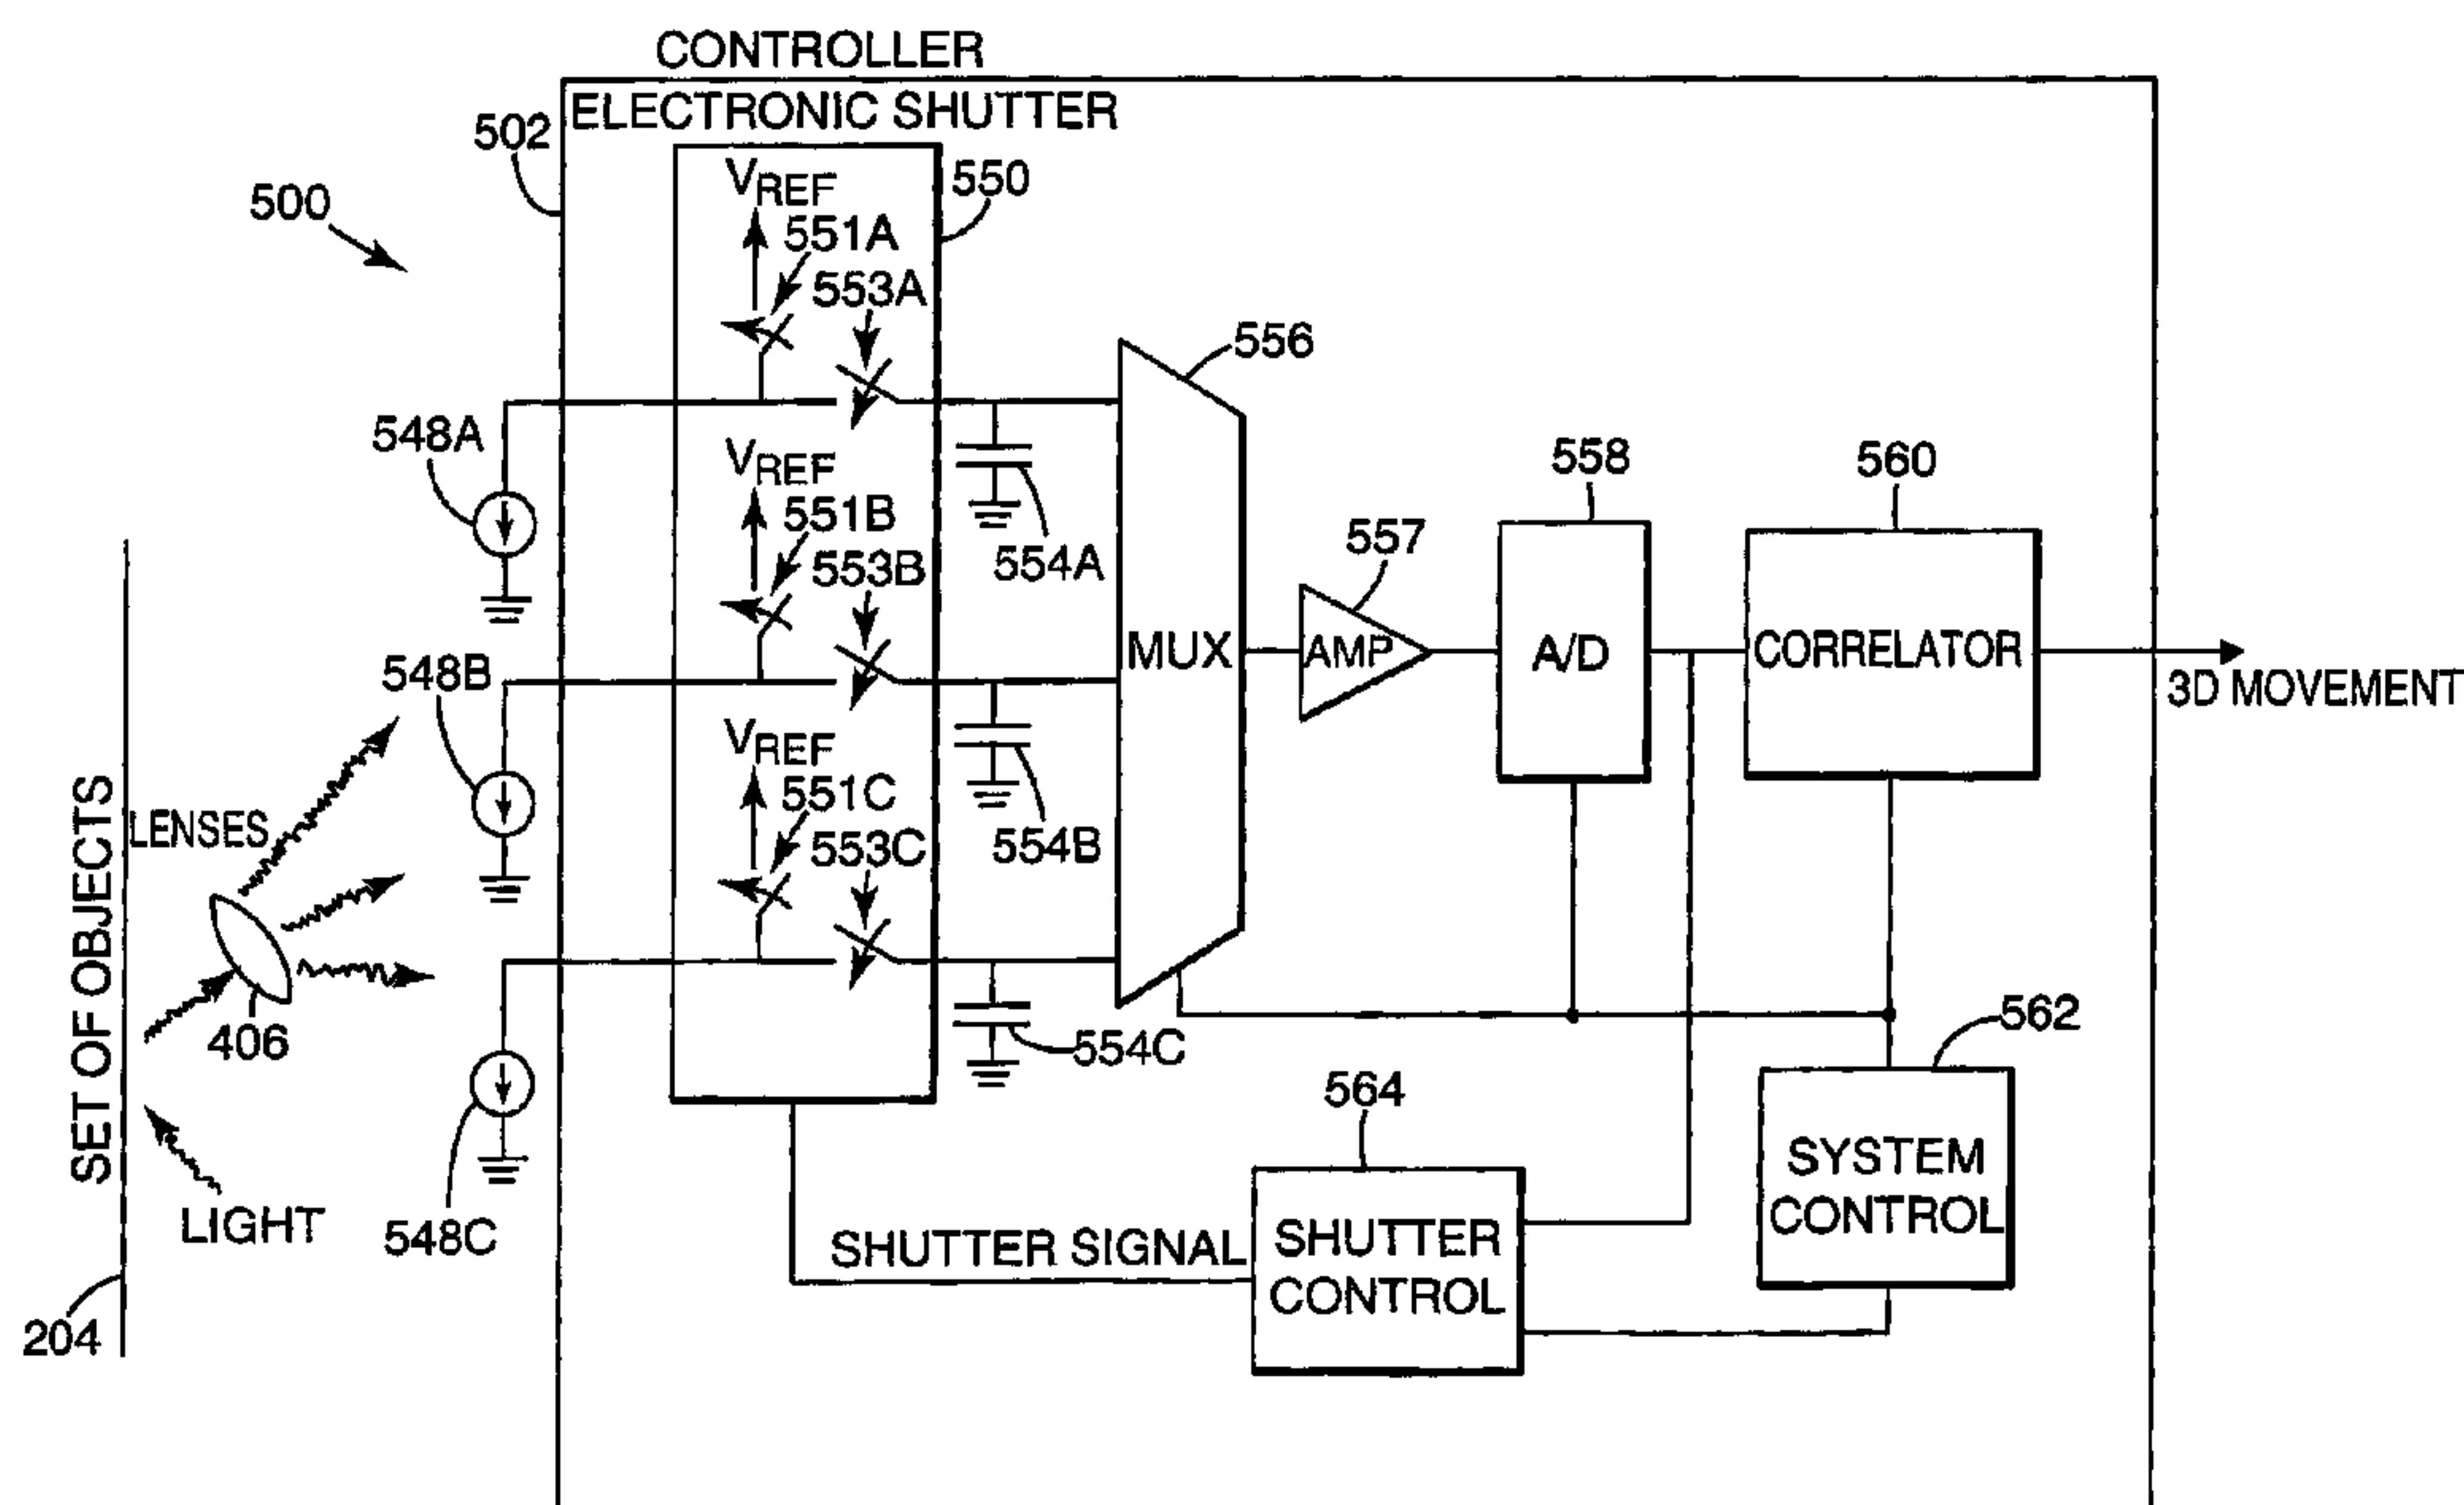 CONTROLLER
ELECTRONIC SHUTTER
502
500
VREF
550
551A
553A
556
548A
VREF
551B
553B
554A
557
558
560
MUX
AMP
A/D
CORRELATOR
3D MOVEMENT
548B
VREF
551C
553C
554B
SET OF OBJECTS
LENSES
406
554C
562
564
SYSTEM
CONTROL
LIGHT
548C
SHUTTER SIGNAL
SHUTTER
CONTROL
204